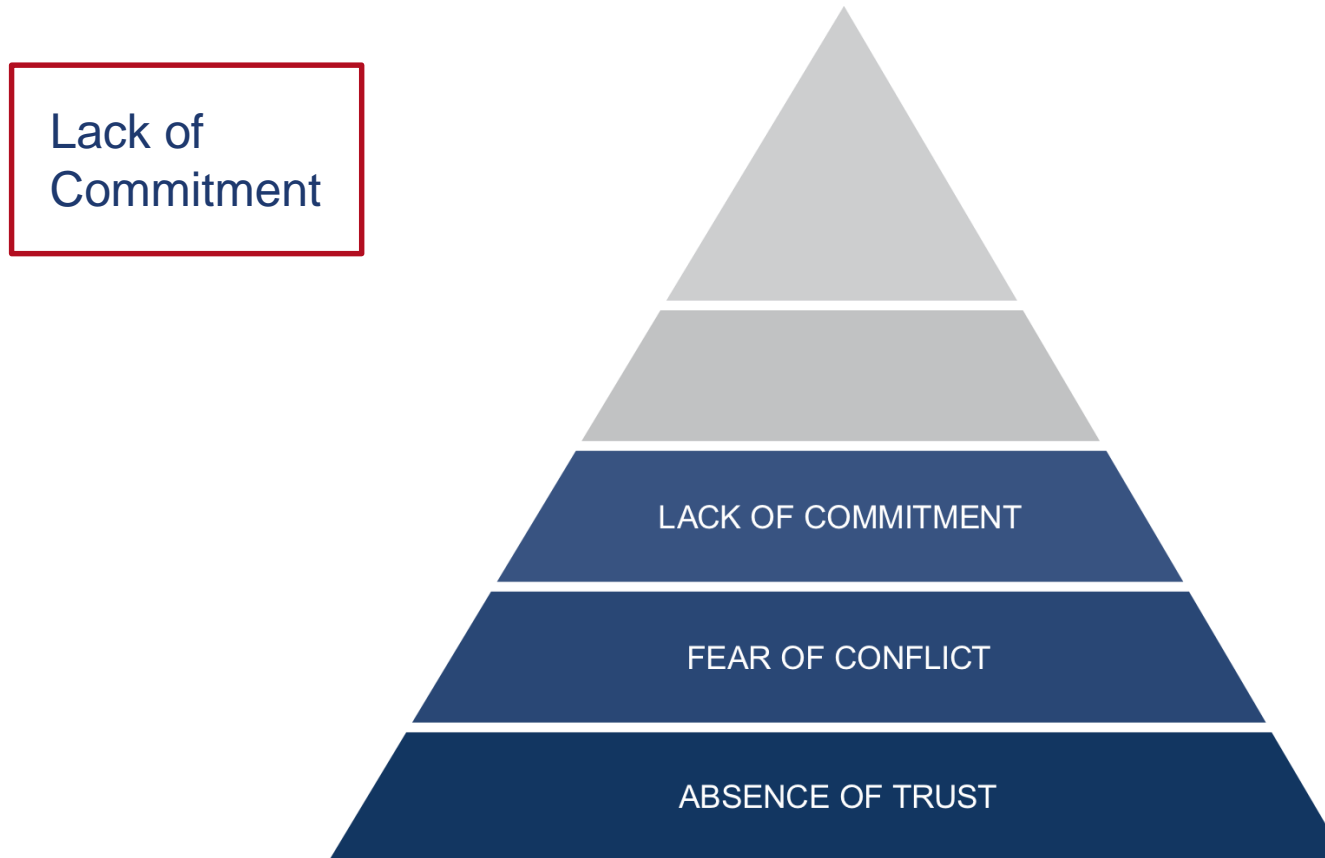 Lack of
Commitment
LACK OF COMMITMENT
FEAR OF CONFLICT
ABSENCE OF TRUST